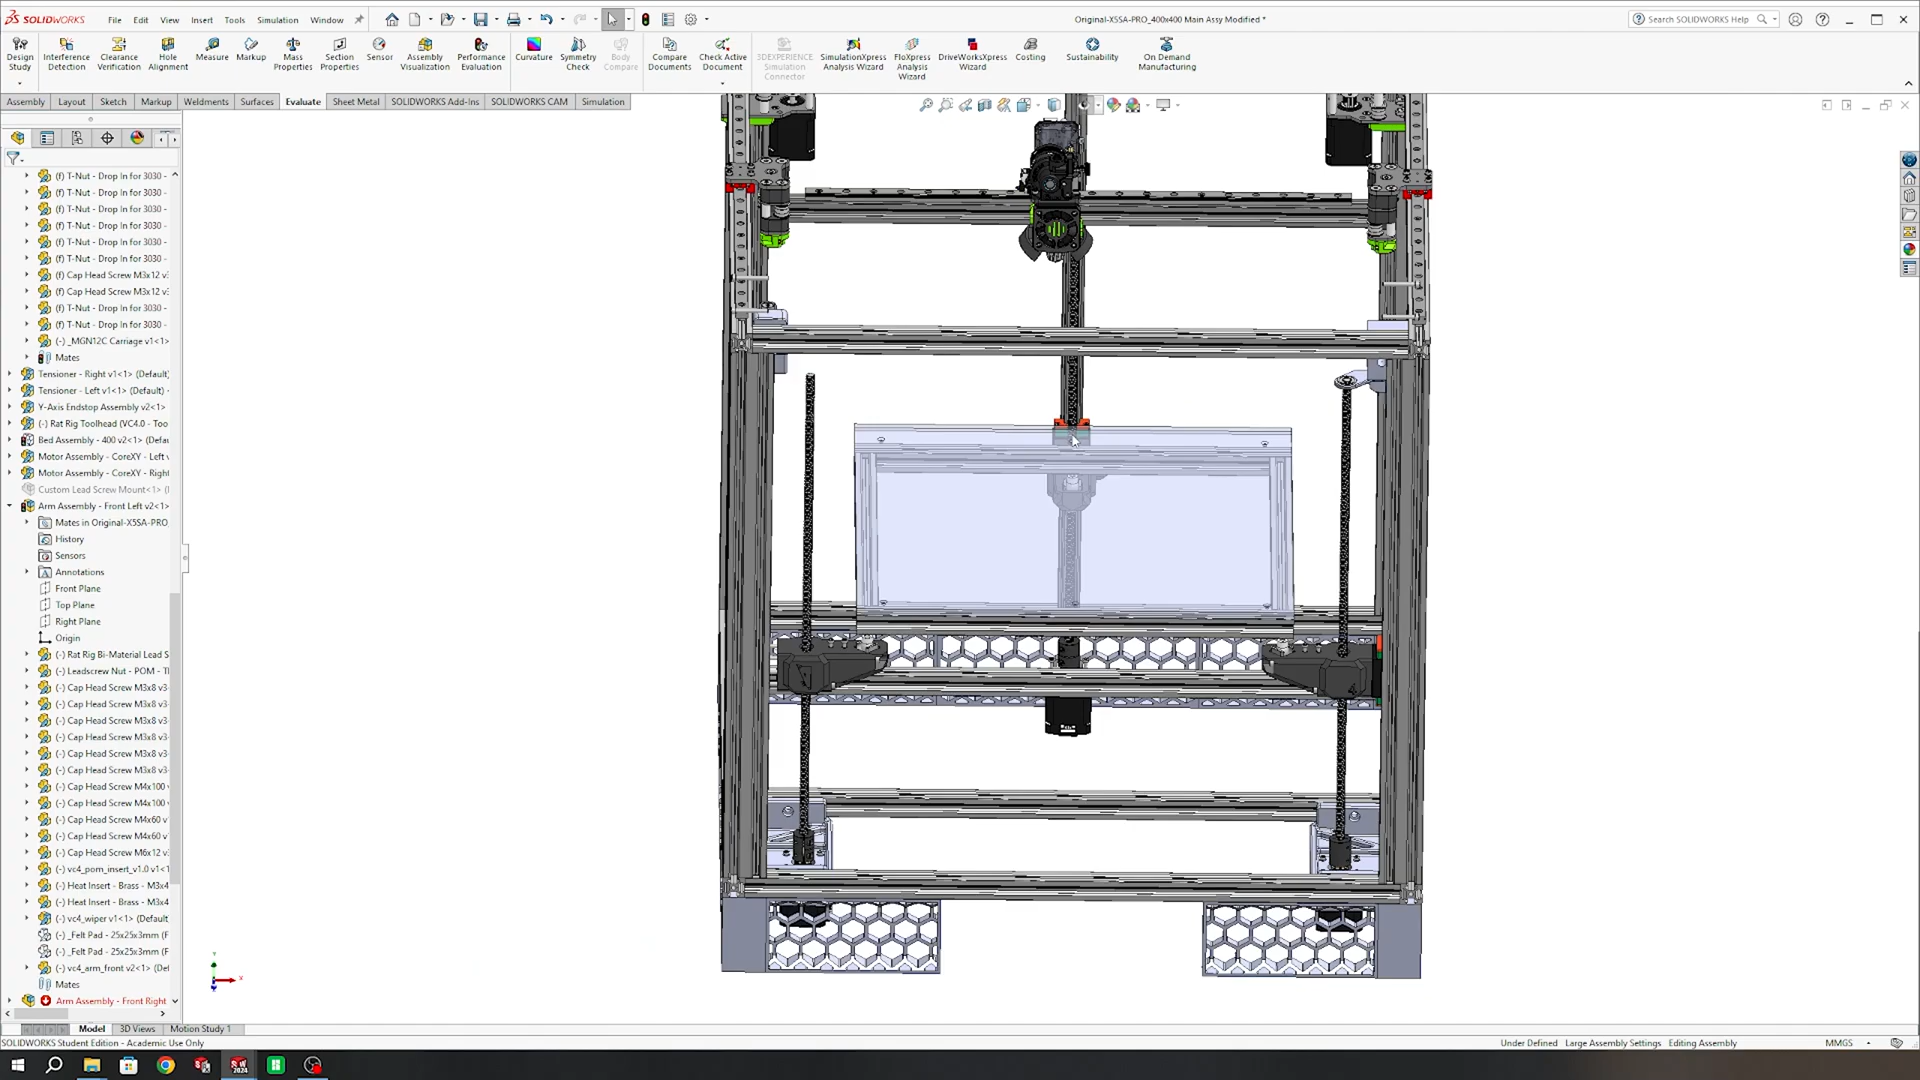 SOLIDWORKS
File
Edit
View
Insert
Tools
Simulation
Window
Original-X5SA-PRO_400x400 Main Assy Modified *
Search SOLIDWORKS Help
Design Study
Interference Detection
Clearance Verification
Hole Alignment
Measure
Markup
Mass Properties
Section Properties
Sensor
Assembly Visualization
Performance Evaluation
Curvature
Symmetry Check
Body Compare
Compare Documents
Check Active Document
3DEXPERIENCE Simulation Connector
SimulationXpress Analysis Wizard
FloXpress Analysis Wizard
DriveWorksXpress Wizard
Costing
Sustainability
On Demand Manufacturing
Assembly
Layout
Sketch
Markup
Weldments
Surfaces
Evaluate
Sheet Metal
SOLIDWORKS Add-Ins
SOLIDWORKS CAM
Simulation
(f) T-Nut - Drop In for 3030 -
(f) T-Nut - Drop In for 3030 -
(f) T-Nut - Drop In for 3030 -
(f) T-Nut - Drop In for 3030 -
(f) T-Nut - Drop In for 3030 -
(f) T-Nut - Drop In for 3030 -
(f) Cap Head Screw M3x12 v3
(f) Cap Head Screw M3x12 v3
(f) T-Nut - Drop In for 3030 -
(f) T-Nut - Drop In for 3030 -
(-) _MGN12C Carriage v1<1>
Mates
Tensioner - Right v1<1> (Default)
Tensioner - Left v1<1> (Default) -
Y-Axis Endstop Assembly v2<1>
(-) Rat Rig Toolhead (VC4.0 - Too
Bed Assembly - 400 v2<1> (Defau
Motor Assembly - CoreXY - Left v
Motor Assembly - CoreXY - Right
Custom Lead Screw Mount<1> (
Arm Assembly - Front Left v2<1>
Mates in Original-X5SA-PRO_
History
Sensors
Annotations
Front Plane
Top Plane
Right Plane
Origin
(-) Rat Rig Bi-Material Lead S
(-) Leadscrew Nut - POM - T
(-) Cap Head Screw M3x8 v3
(-) Cap Head Screw M3x8 v3
(-) Cap Head Screw M3x8 v3
(-) Cap Head Screw M3x8 v3
(-) Cap Head Screw M3x8 v3
(-) Cap Head Screw M3x8 v3
(-) Cap Head Screw M4x100 v
(-) Cap Head Screw M4x100 v
(-) Cap Head Screw M4x60 v
(-) Cap Head Screw M4x60 v
(-) Cap Head Screw M6x12 v3
(-) vc4_pom_insert_v1.0 v1<1
(-) Heat Insert - Brass - M3x4
(-) Heat Insert - Brass - M3x4
(-) vc4_wiper v1<1> (Default)
(-) _Felt Pad - 25x25x3mm (F
(-) _Felt Pad - 25x25x3mm (F
(-) vc4_arm_front v2<1> (Def
Mates
Arm Assembly - Front Right
Model
3D Views
Motion Study 1
SOLIDWORKS Student Edition - Academic Use Only
Under Defined
Large Assembly Settings
Editing Assembly
MMGS